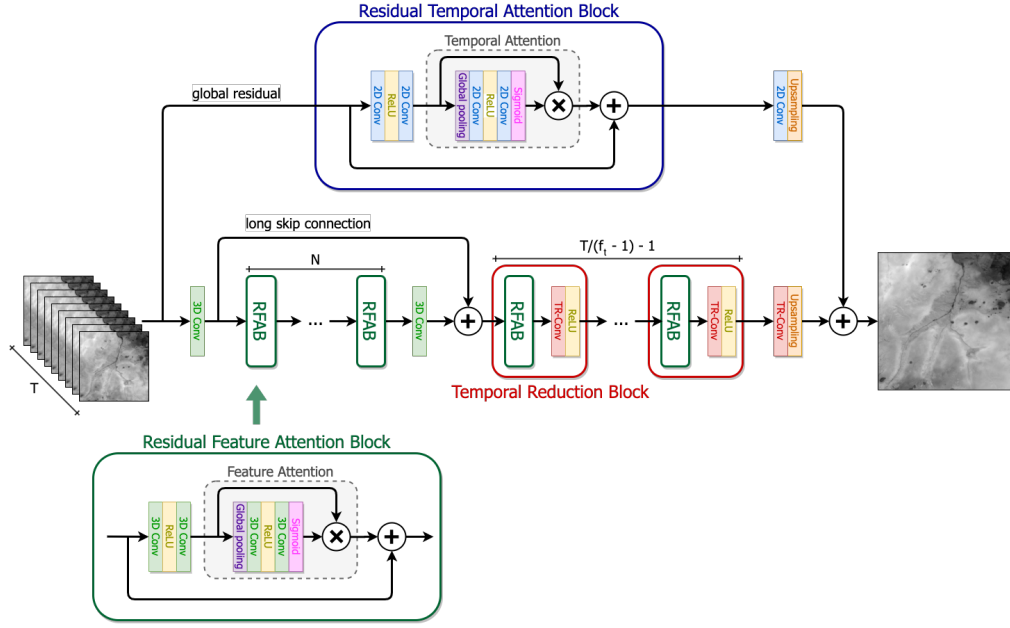 Residual Temporal Attention Block
Temporal Attention
global residual
2D Conv
ReLU
2D Conv
Global pooling
2D Conv
ReLU
2D Conv
Sigmoid
×
+
2D Conv
Upsampling
long skip connection
N
T/(fₜ - 1) - 1
T
3D Conv
RFAB
...
RFAB
3D Conv
+
RFAB
TR-Conv
ReLU
...
RFAB
TR-Conv
ReLU
TR-Conv
Upsampling
+
Temporal Reduction Block
Residual Feature Attention Block
Feature Attention
3D Conv
ReLU
3D Conv
Global pooling
3D Conv
ReLU
3D Conv
Sigmoid
×
+